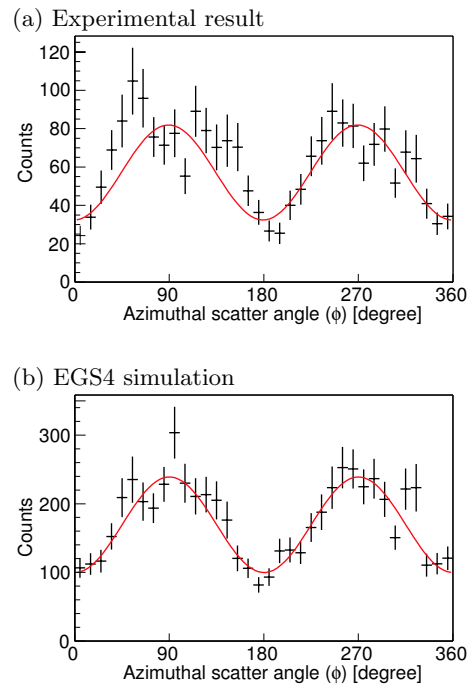 (a) Experimental result
120
100
80
60
40
20
0
Counts
0 90 180 270 360
Azimuthal scatter angle (ϕ) [degree]
(b) EGS4 simulation
300
200
100
0
Counts
0 90 180 270 360
Azimuthal scatter angle (ϕ) [degree]